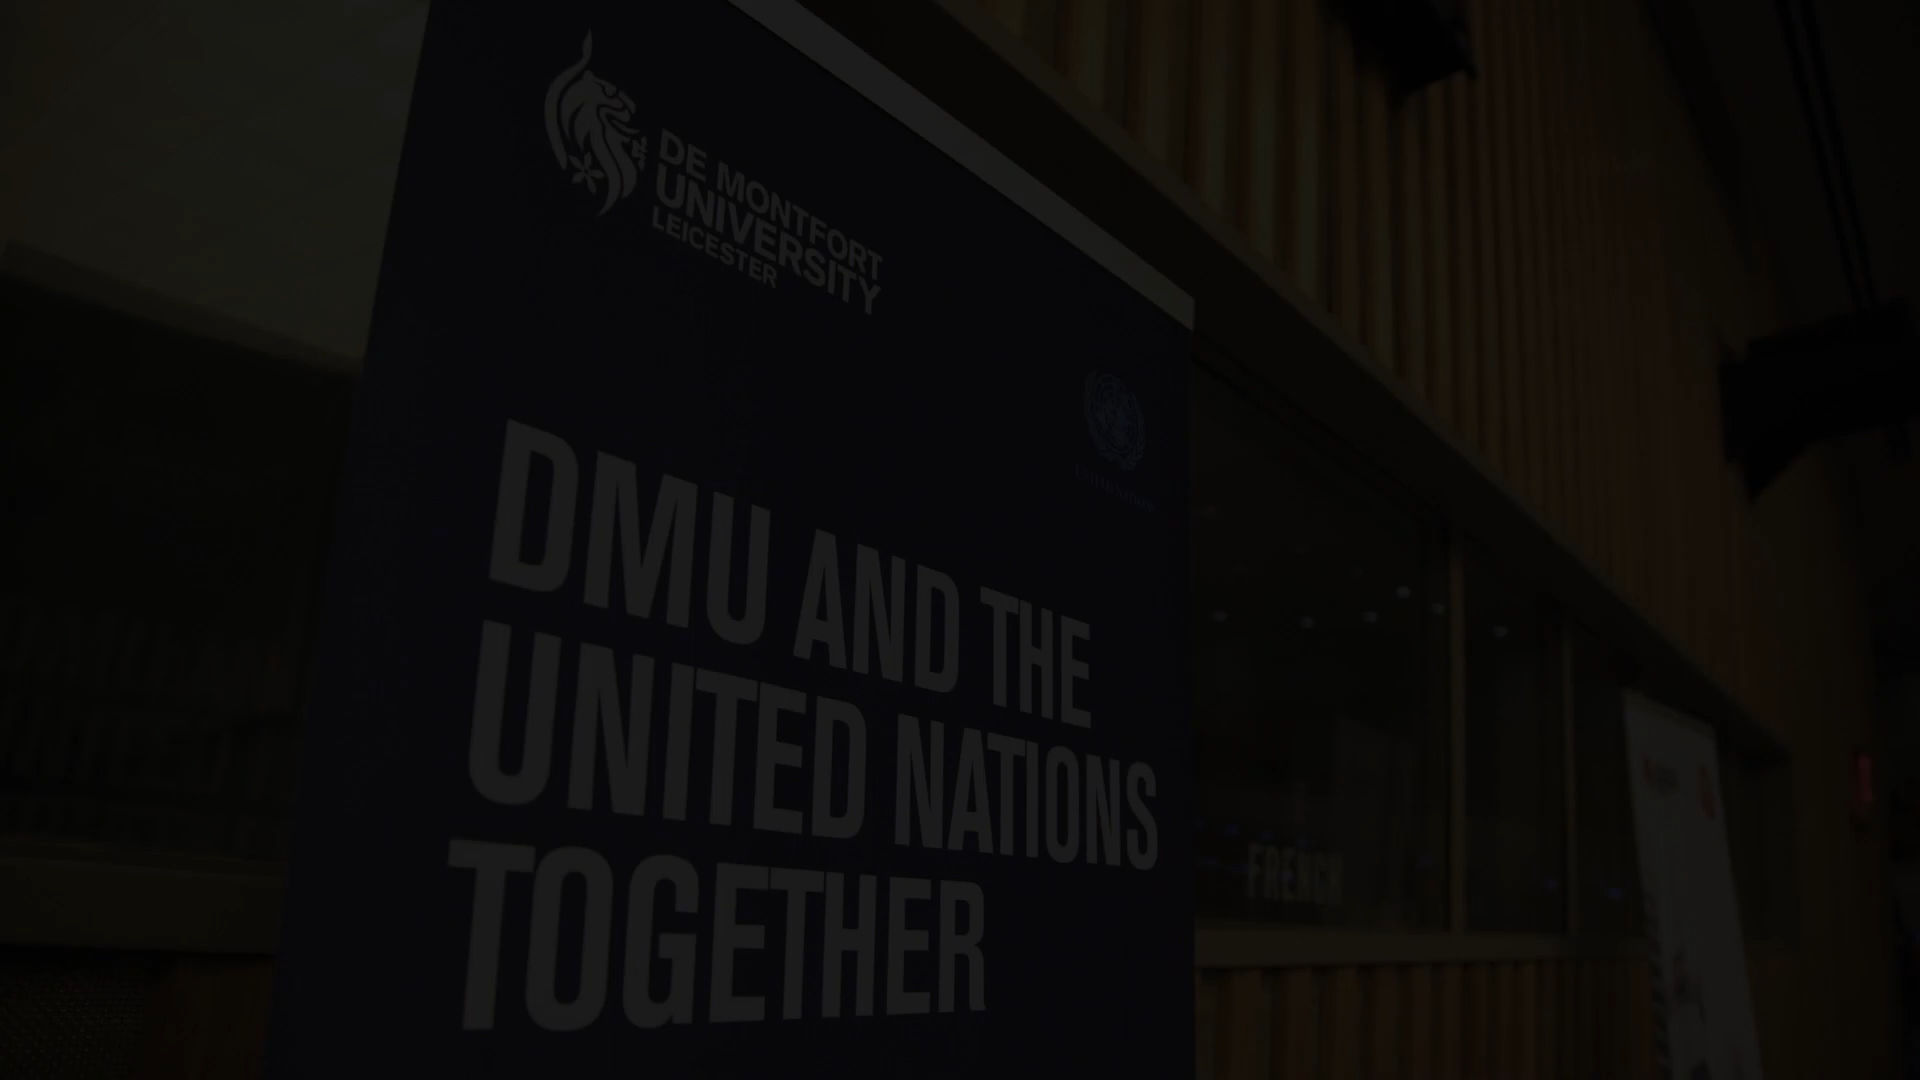 DE MONTFORT
UNIVERSITY
LEICESTER
DMU AND THE
UNITED NATIONS
TOGETHER
FRENCH